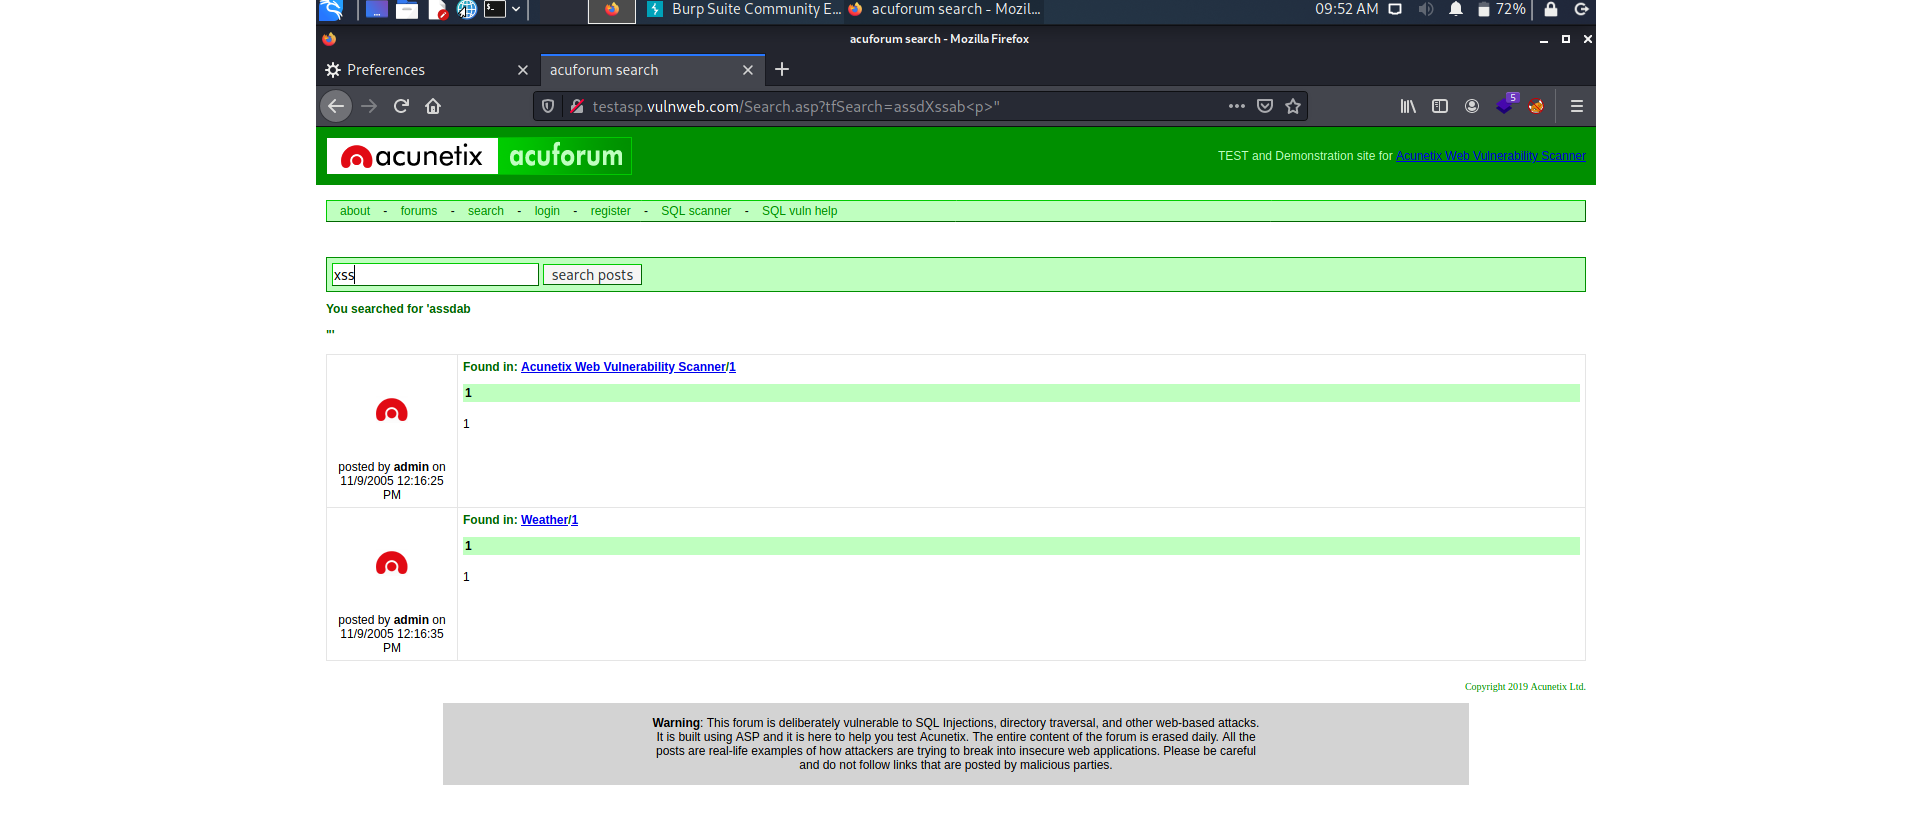 Burp Suite Community E...
acuforum search - Mozil...
09:52 AM
72%
acuforum search - Mozilla Firefox
Preferences
acuforum search
testasp.vulnweb.com/Search.asp?tfSearch=assdXssab<p>"
5
acunetix acuforum
TEST and Demonstration site for Acunetix Web Vulnerability Scanner
about - forums - search - login - register - SQL scanner - SQL vuln help
xss
search posts
You searched for 'assdab
"'
Found in: Acunetix Web Vulnerability Scanner/1
1
1
posted by admin on
11/9/2005 12:16:25
PM
Found in: Weather/1
1
1
posted by admin on
11/9/2005 12:16:35
PM
Copyright 2019 Acunetix Ltd.
Warning: This forum is deliberately vulnerable to SQL Injections, directory traversal, and other web-based attacks.
It is built using ASP and it is here to help you test Acunetix. The entire content of the forum is erased daily. All the
posts are real-life examples of how attackers are trying to break into insecure web applications. Please be careful
and do not follow links that are posted by malicious parties.